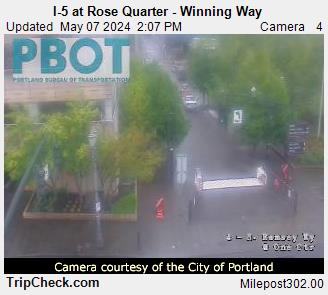 I-5 at Rose Quarter - Winning Way
Updated May 07 2024 2:07 PM Camera 4
PBOT
PORTLAND BUREAU OF TRANSPORTATION
Camera courtesy of the City of Portland
TripCheck.com Milepost302.00